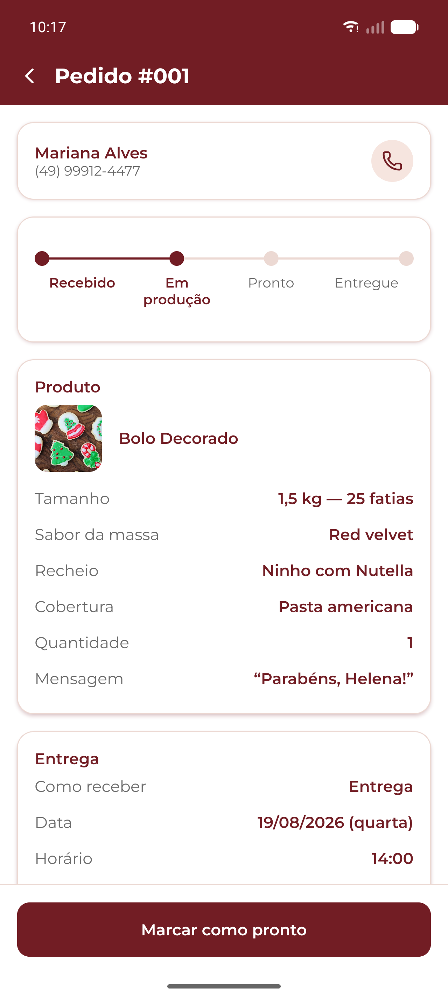 10:17
Pedido #001
Mariana Alves
(49) 99912-4477
Recebido
Em produção
Pronto
Entregue
Produto
Bolo Decorado
Tamanho 1,5 kg — 25 fatias
Sabor da massa Red velvet
Recheio Ninho com Nutella
Cobertura Pasta americana
Quantidade 1
Mensagem “Parabéns, Helena!”
Entrega
Como receber Entrega
Data 19/08/2026 (quarta)
Horário 14:00
Marcar como pronto